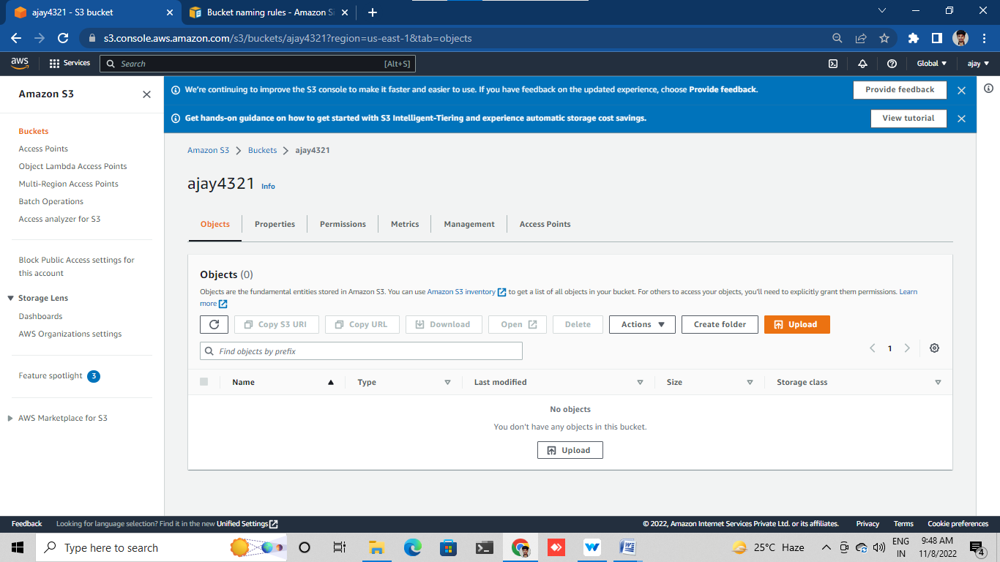 ajay4321 - S3 bucket
Bucket naming rules - Amazon Si
s3.console.aws.amazon.com/s3/buckets/ajay4321?region=us-east-1&tab=objects
aws
Services
Search
[Alt+S]
Global
ajay
Amazon S3
We're continuing to improve the S3 console to make it faster and easier to use. If you have feedback on the updated experience, choose Provide feedback.
Provide feedback
Get hands-on guidance on how to get started with S3 Intelligent-Tiering and experience automatic storage cost savings.
View tutorial
Buckets
Access Points
Object Lambda Access Points
Multi-Region Access Points
Batch Operations
Access analyzer for S3
Block Public Access settings for
this account
Storage Lens
Dashboards
AWS Organizations settings
Feature spotlight 3
AWS Marketplace for S3
Amazon S3 Buckets ajay4321
ajay4321 Info
Objects Properties Permissions Metrics Management Access Points
Objects (0)
Objects are the fundamental entities stored in Amazon S3. You can use Amazon S3 inventory to get a list of all objects in your bucket. For others to access your objects, you'll need to explicitly grant them permissions. Learn
more
Copy S3 URI Copy URL Download Open Delete Actions Create folder Upload
Find objects by prefix
1
Name Type Last modified Size Storage class
No objects
You don't have any objects in this bucket.
Upload
Feedback Looking for language selection? Find it in the new Unified Settings © 2022, Amazon Internet Services Private Ltd. or its affiliates. Privacy Terms Cookie preferences
Type here to search
25°C Haze
ENG
IN
9:48 AM
11/8/2022
4